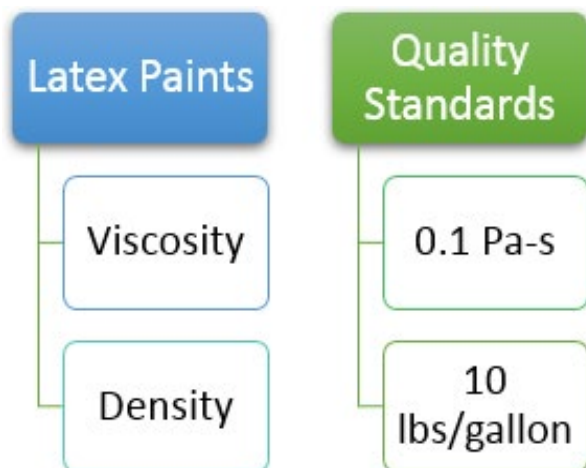 Latex Paints
Quality
Standards
Viscosity
0.1 Pa-s
Density
10
lbs/gallon